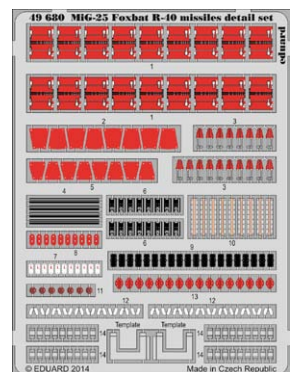 49 680 MiG-25 Foxbat R-40 missiles detail set
eduard
1
1
2 3
5 3
4 6
8 6 10
7 9
11 13
12 12
Template Template
14 14
14 14
© EDUARD 2014 Made in Czech Republic